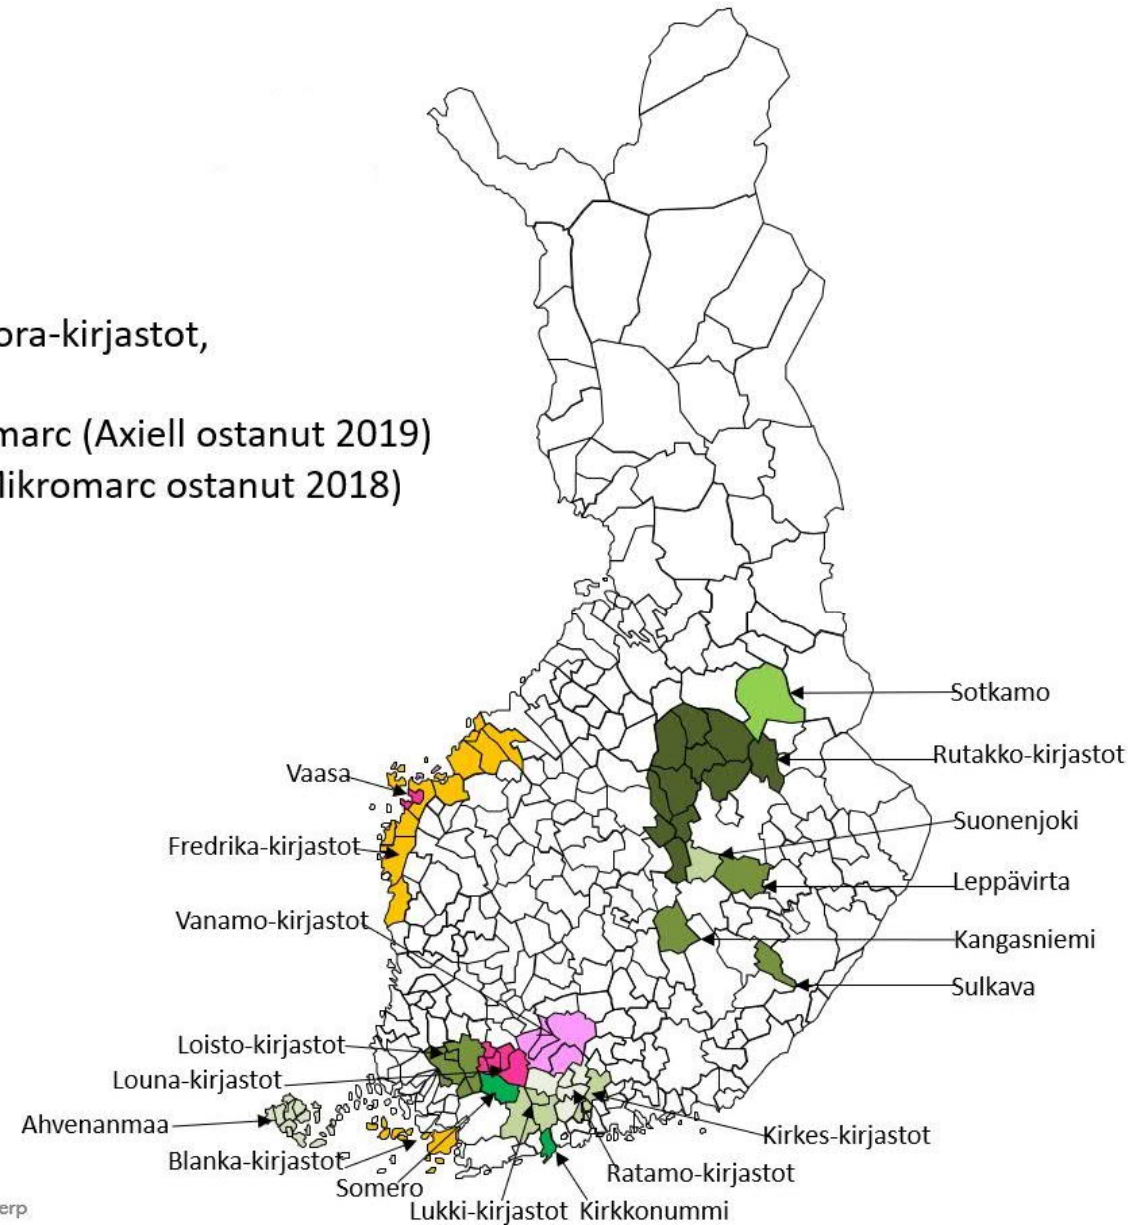 ora-kirjastot,
marc (Axiell ostanut 2019)
likromarc ostanut 2018)
Sotkamo
Rutakko-kirjastot
Vaasa
Suonenjoki
Fredrika-kirjastot
Leppävirta
Vanamo-kirjastot
Kangasniemi
Sulkava
Loisto-kirjastot
Louna-kirjastot
Ahvenanmaa
Kirkes-kirjastot
Blanka-kirjastot
Ratamo-kirjastot
Somero
Lukki-kirjastot
Kirkkonummi
erp